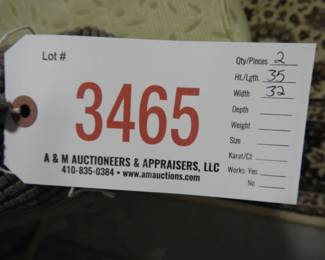 Lot #
3465
A & M AUCTIONEERS & APPRAISERS, LLC
410-835-0384 • www.amauctions.com
Qty/Pieces 2
Ht./Lgth. 35
Width 32
Depth
Weight
Size
Karat/Ct.
Works: Yes
No